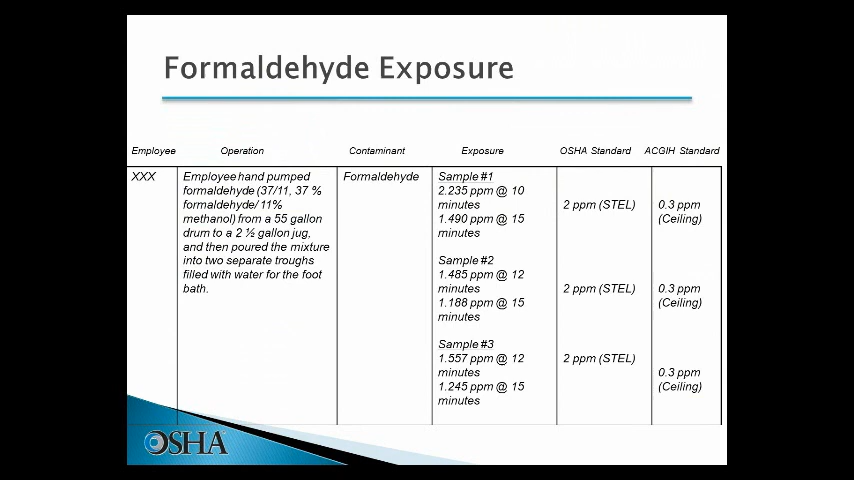 Formaldehyde Exposure
Employee Operation Contaminant Exposure OSHA Standard ACGIH Standard
XXX
Employee hand pumped
formaldehyde (37/11, 37 %
formaldehyde/ 11%
methanol) from a 55 gallon
drum to a 2 ½ gallon jug,
and then poured the mixture
into two separate troughs
filled with water for the foot
bath.
Formaldehyde
Sample #1
2.235 ppm @ 10
minutes
1.490 ppm @ 15
minutes
Sample #2
1.485 ppm @ 12
minutes
1.188 ppm @ 15
minutes
Sample #3
1.557 ppm @ 12
minutes
1.245 ppm @ 15
minutes
2 ppm (STEL)
2 ppm (STEL)
2 ppm (STEL)
0.3 ppm
(Ceiling)
0.3 ppm
(Ceiling)
0.3 ppm
(Ceiling)
OSHA